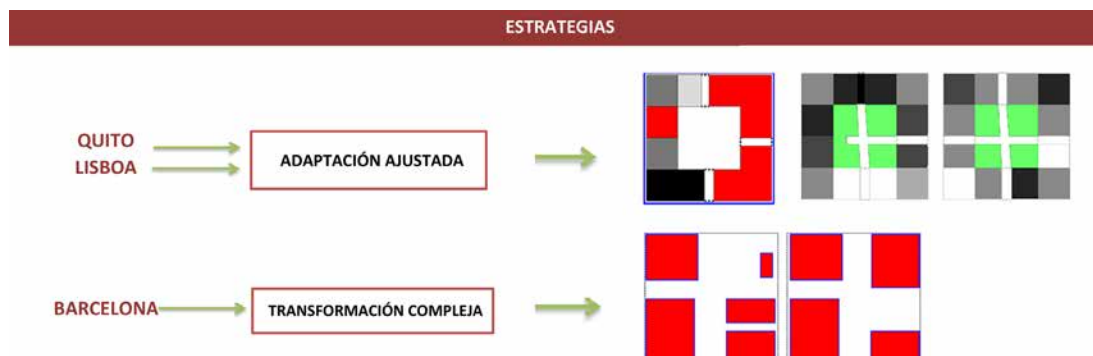 ESTRATEGIAS
QUITO
LISBOA
ADAPTACIÓN AJUSTADA
BARCELONA
TRANSFORMACIÓN COMPLEJA